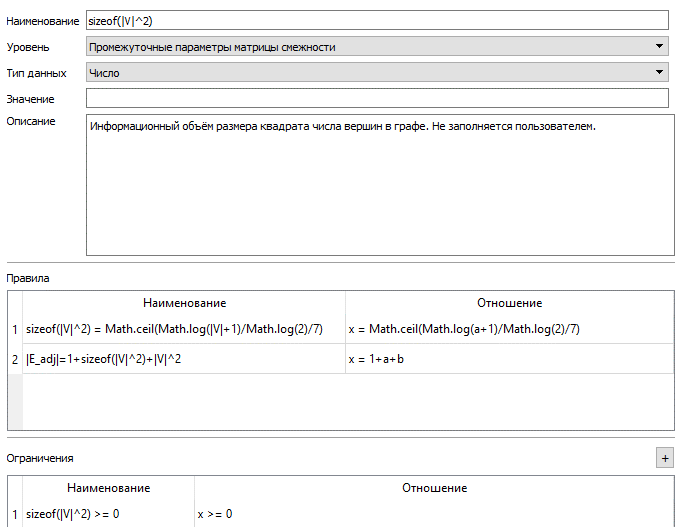 Наименование sizeof(|V|^2)
Уровень Промежуточные параметры матрицы смежности
Тип данных Число
Значение
Описание Информационный объём размера квадрата числа вершин в графе. Не заполняется пользователем.
Правила
Наименование Отношение
1 sizeof(|V|^2) = Math.ceil(Math.log(|V|+1)/Math.log(2)/7) x = Math.ceil(Math.log(a+1)/Math.log(2)/7)
2 |E_adj|=1+sizeof(|V|^2)+|V|^2 x = 1+a+b
Ограничения +
Наименование Отношение
1 sizeof(|V|^2) >= 0 x >= 0